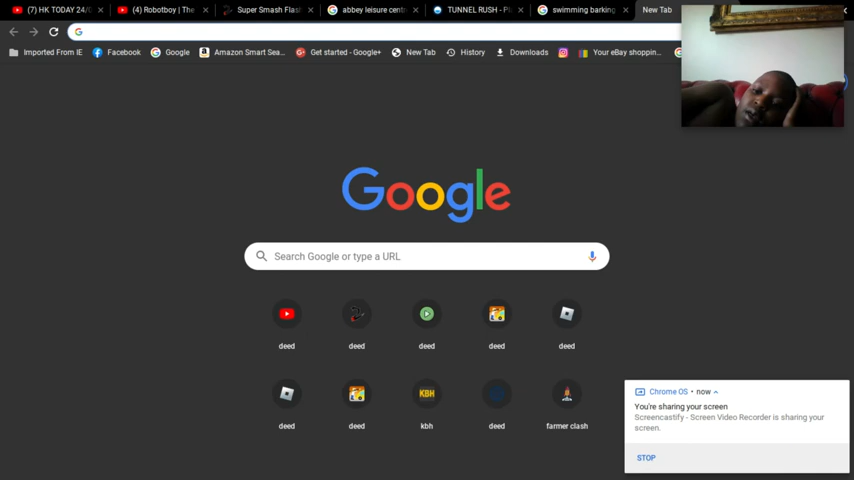 (7) HK TODAY 24/0
(4) Robotboy | The
Super Smash Flash
abbey leisure centr
TUNNEL RUSH - Pl
swimming barking
New Tab
Imported From IE
Facebook
Google
Amazon Smart Sea...
Get started - Google+
New Tab
History
Downloads
Your eBay shoppin...
Google
Search Google or type a URL
deed
deed
deed
deed
deed
deed
deed
kbh
deed
farmer clash
KBH
Chrome OS • now
You're sharing your screen
Screencastify - Screen Video Recorder is sharing your
screen.
STOP